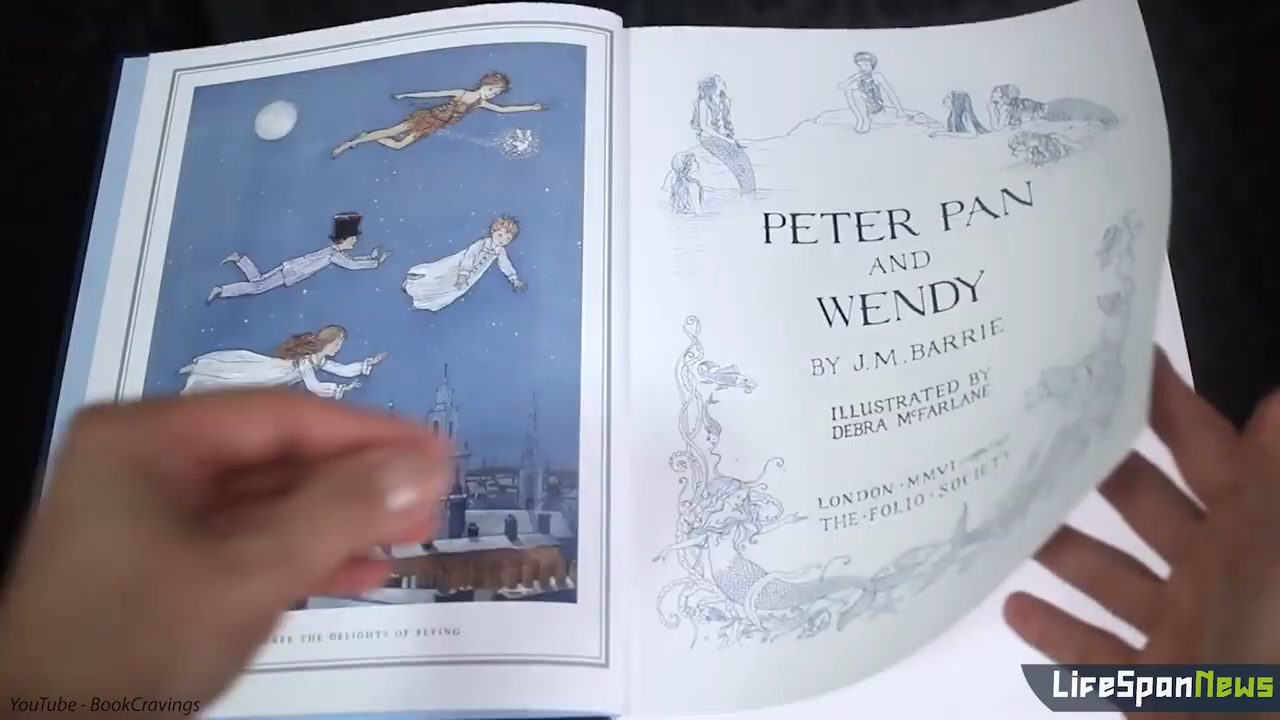 THE DELIGHTS OF FLYING
PETER PAN
AND
WENDY
BY J.M. BARRIE
ILLUSTRATED BY
DEBRA McFARLANE
LONDON·MMVI
THE·FOLIO·SOCIETY
YouTube - BookCravings
LifeSpanNews